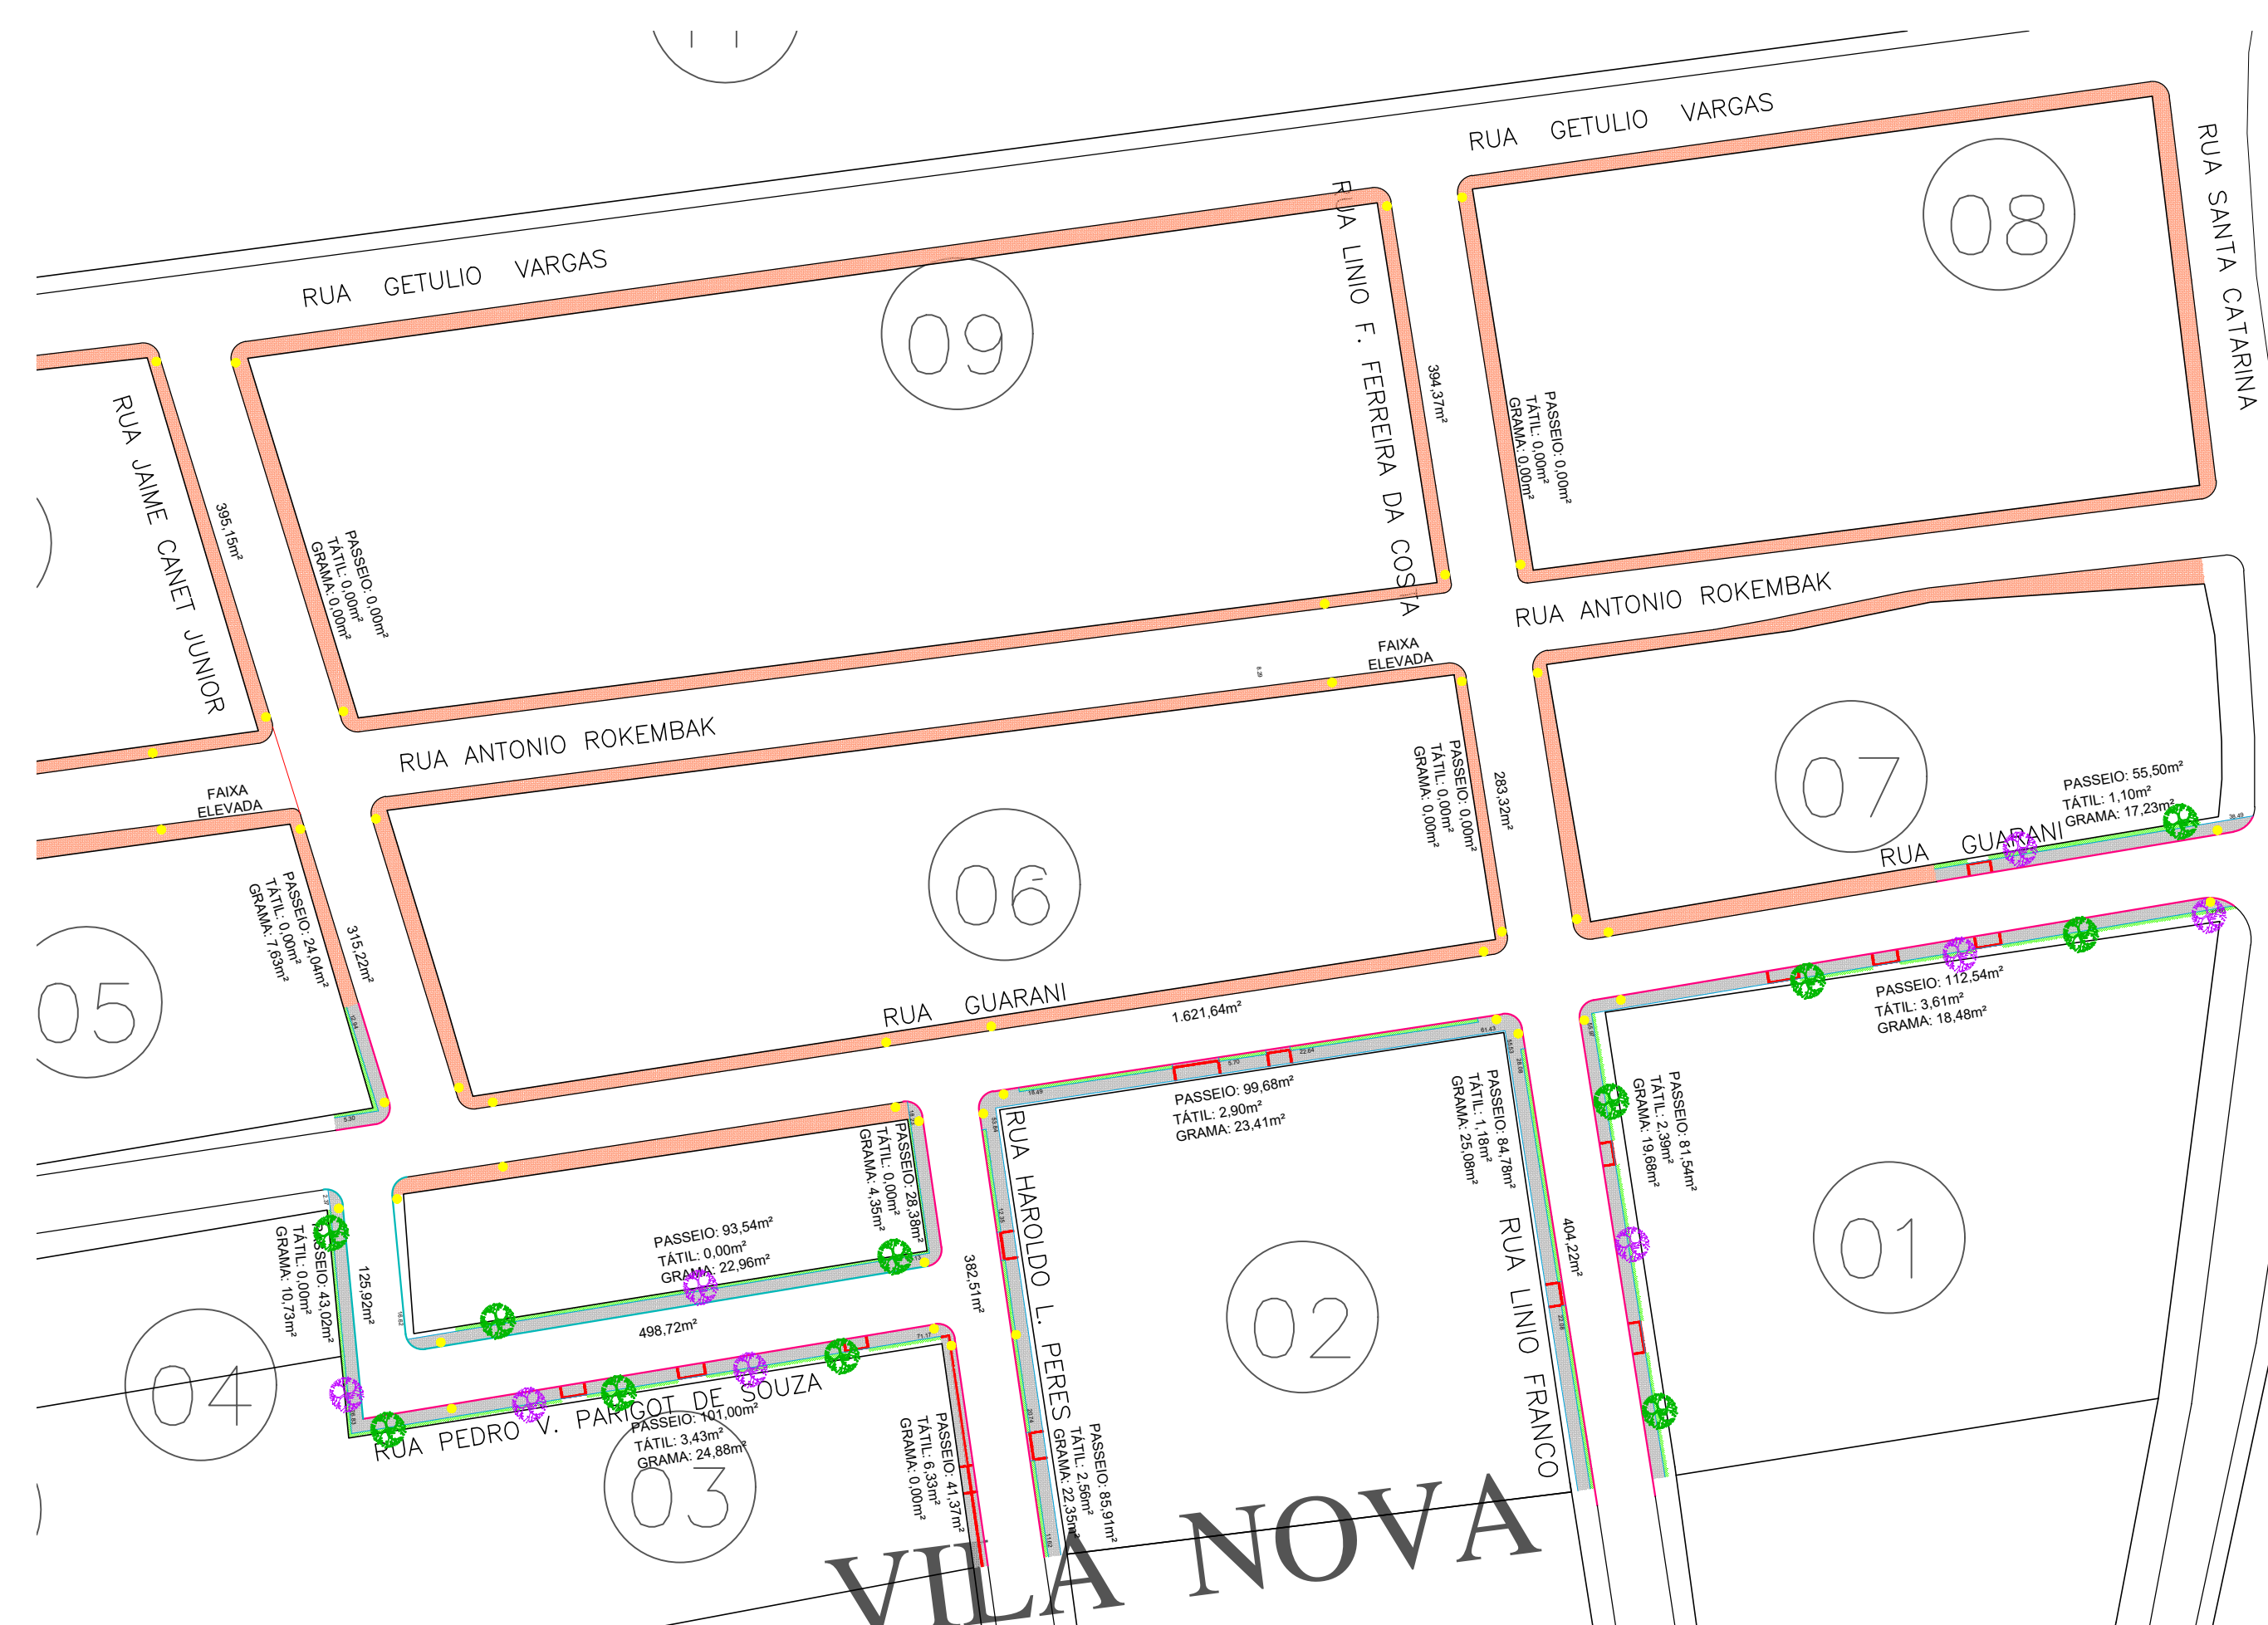 RUA GETULIO VARGAS
08
RUA SANTA CATARINA
RUA GETULIO VARGAS
09
RUA LINIO F. FERREIRA DA COSTA
394,37m²
PASSEIO: 0,00m²
TÁTIL: 0,00m²
GRAMA: 0,00m²
RUA JAIME CANET JUNIOR
395,15m²
PASSEIO: 0,00m²
TÁTIL: 0,00m²
GRAMA: 0,00m²
RUA ANTONIO ROKEMBAK
FAIXA
ELEVADA
RUA ANTONIO ROKEMBAK
FAIXA
ELEVADA
PASSEIO: 0,00m²
TÁTIL: 0,00m²
GRAMA: 0,00m²
283,32m²
07
PASSEIO: 55,50m²
TÁTIL: 1,10m²
GRAMA: 17,23m²
RUA GUARANI
06
05
PASSEIO: 24,04m²
TÁTIL: 0,00m²
GRAMA: 7,63m²
315,22m²
RUA GUARANI
1.621,64m²
PASSEIO: 112,54m²
TÁTIL: 3,61m²
GRAMA: 18,48m²
PASSEIO: 99,68m²
TÁTIL: 2,90m²
GRAMA: 23,41m²
PASSEIO: 84,78m²
TÁTIL: 1,18m²
GRAMA: 25,08m²
PASSEIO: 81,54m²
TÁTIL: 2,39m²
GRAMA: 19,68m²
PASSEIO: 28,38m²
TÁTIL: 0,00m²
GRAMA: 4,35m²
RUA HAROLDO L. PERES
382,51m²
RUA LINIO FRANCO
404,22m²
01
02
PASSEIO: 93,54m²
TÁTIL: 0,00m²
GRAMA: 22,96m²
498,72m²
PASSEIO: 43,02m²
TÁTIL: 0,00m²
GRAMA: 10,73m²
125,92m²
04
RUA PEDRO V. PARIGOT DE SOUZA
PASSEIO: 101,00m²
TÁTIL: 3,43m²
GRAMA: 24,88m²
03
PASSEIO: 41,37m²
TÁTIL: 6,33m²
GRAMA: 0,00m²
PASSEIO: 85,91m²
TÁTIL: 2,56m²
GRAMA: 22,35m²
VILA NOVA